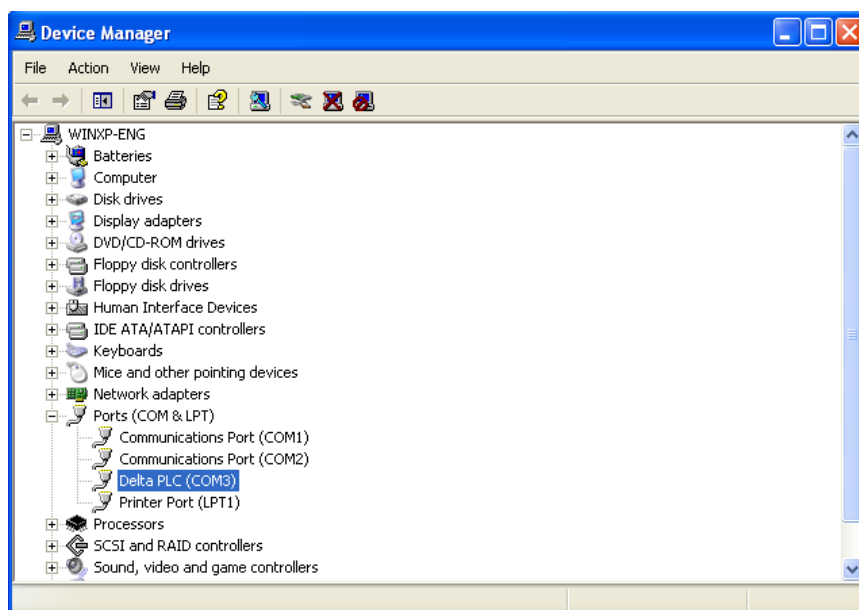 Device Manager
File Action View Help
WINXP-ENG
Batteries
Computer
Disk drives
Display adapters
DVD/CD-ROM drives
Floppy disk controllers
Floppy disk drives
Human Interface Devices
IDE ATA/ATAPI controllers
Keyboards
Mice and other pointing devices
Network adapters
Ports (COM & LPT)
Communications Port (COM1)
Communications Port (COM2)
Delta PLC (COM3)
Printer Port (LPT1)
Processors
SCSI and RAID controllers
Sound, video and game controllers